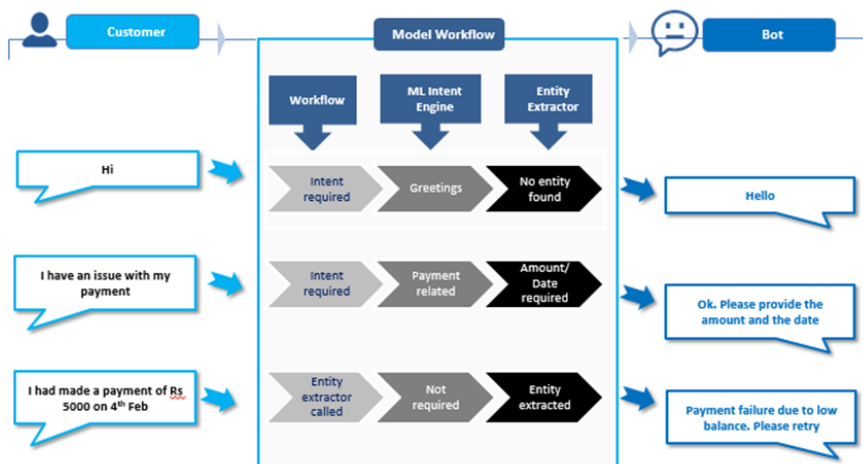 Customer
Model Workflow
Bot
Workflow
ML Intent
Engine
Entity
Extractor
Hi
Intent
required
Greetings
No entity
found
Hello
I have an issue with my
payment
Intent
required
Payment
related
Amount/
Date
required
Ok. Please provide the
amount and the date
I had made a payment of Rs
5000 on 4th Feb
Entity
extractor
called
Not
required
Entity
extracted
Payment failure due to low
balance. Please retry